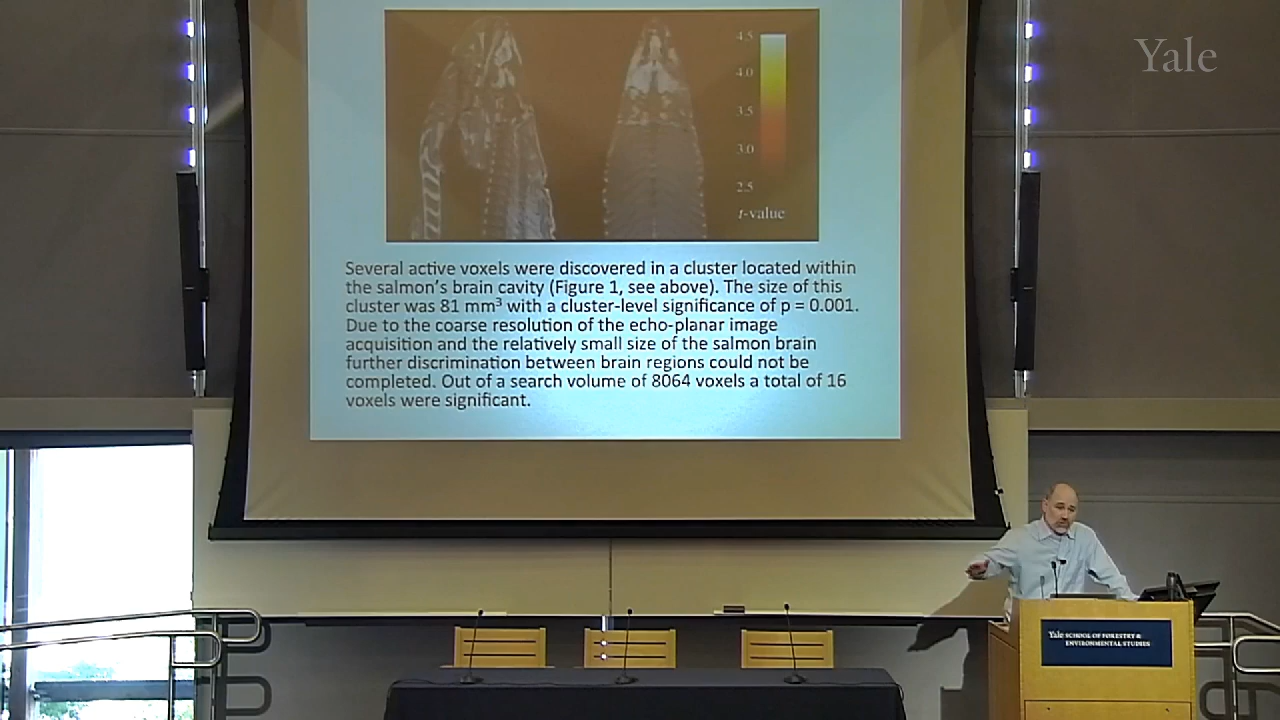 Yale
4.5
4.0
3.5
3.0
2.5
t-value
Several active voxels were discovered in a cluster located within
the salmon's brain cavity (Figure 1, see above). The size of this
cluster was 81 mm³ with a cluster-level significance of p = 0.001.
Due to the coarse resolution of the echo-planar image
acquisition and the relatively small size of the salmon brain
further discrimination between brain regions could not be
completed. Out of a search volume of 8064 voxels a total of 16
voxels were significant.
Yale SCHOOL OF FORESTRY &
ENVIRONMENTAL STUDIES